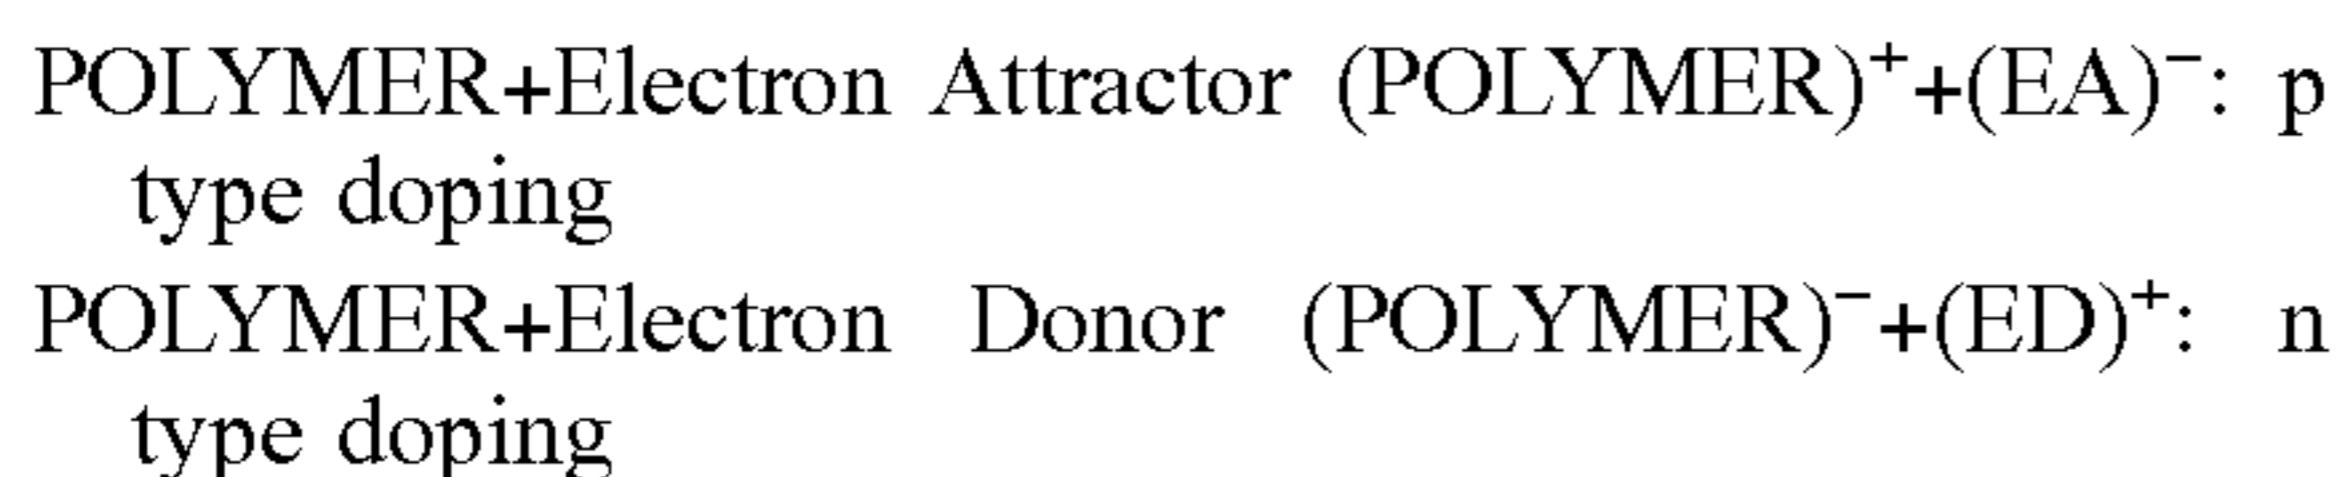 POLYMER+Electron Attractor (POLYMER)⁺+(EA)⁻: p
type doping
POLYMER+Electron Donor (POLYMER)⁻+(ED)⁺: n
type doping